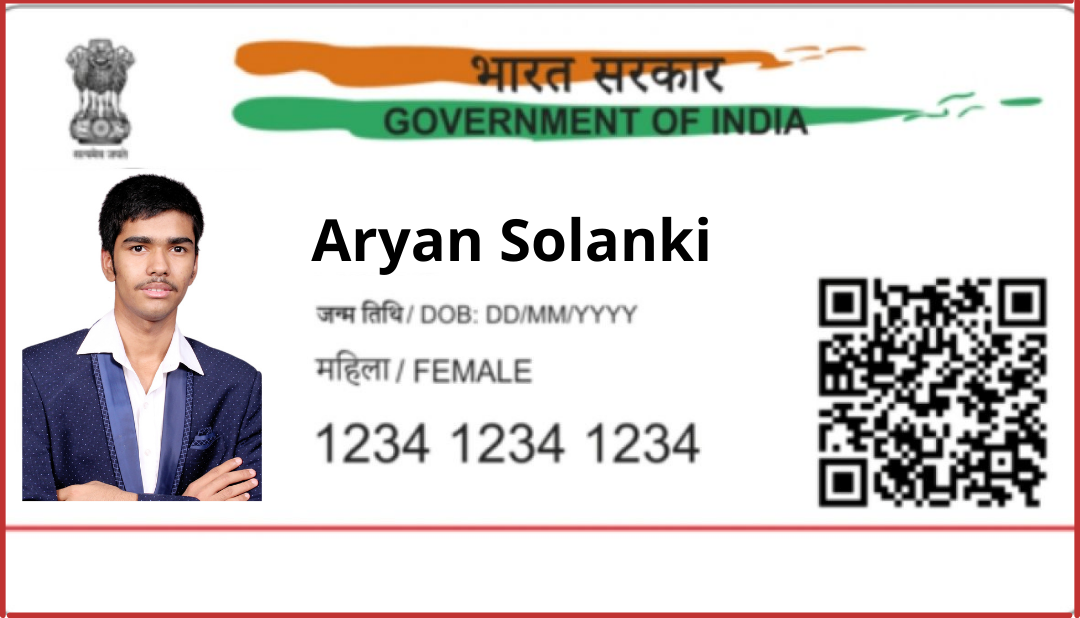 भारत सरकार
GOVERNMENT OF INDIA
सत्यमेव जयते
Aryan Solanki
जन्म तिथि / DOB: DD/MM/YYYY
महिला / FEMALE
1234 1234 1234